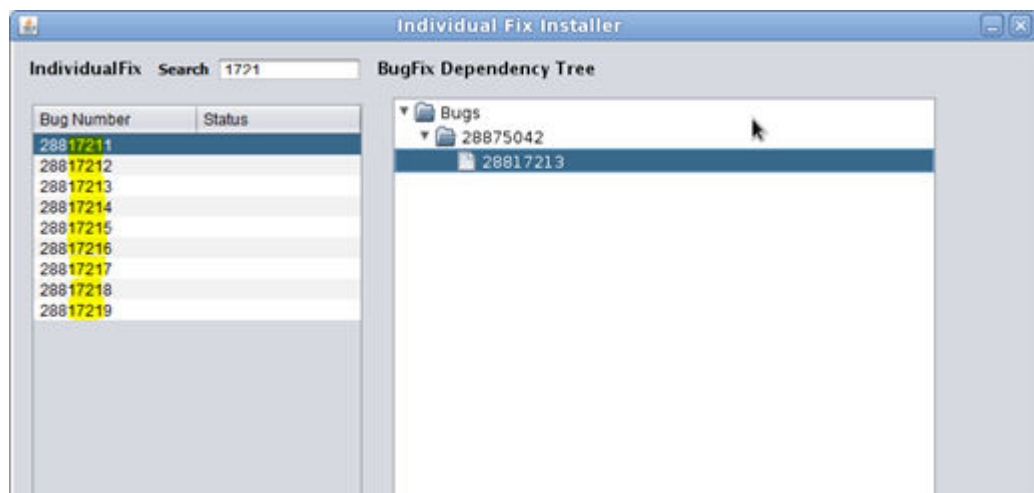 Individual Fix Installer
IndividualFix Search 1721
BugFix Dependency Tree
Bug Number Status
28817211
28817212
28817213
28817214
28817215
28817216
28817217
28817218
28817219
Bugs
28875042
28817213